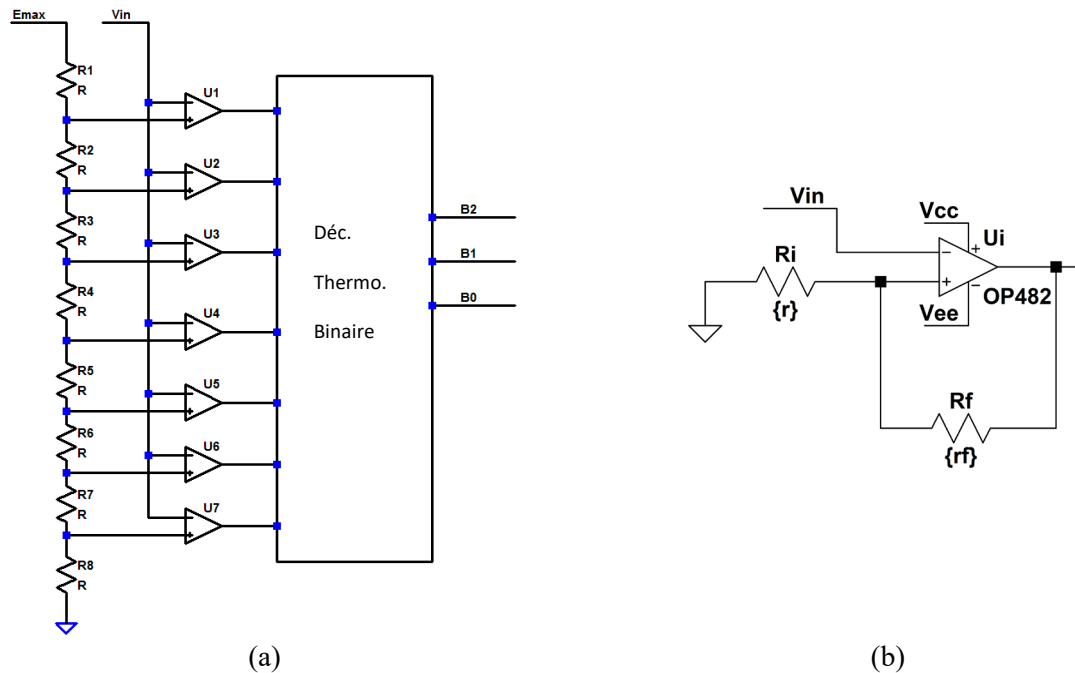 Emax
Vin
R1
R
U1
R2
R
U2
R3
R
U3
R4
R
U4
R5
R
U5
R6
R
U6
R7
R
U7
R8
R
Déc.
Thermo.
Binaire
B2
B1
B0
(a)
Vin
Vcc
Ui
+
−
+
−
OP482
Ri
{r}
Vee
Rf
{rf}
(b)